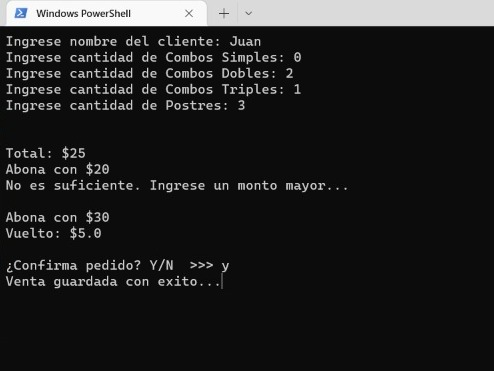 Windows PowerShell
Ingrese nombre del cliente: Juan
Ingrese cantidad de Combos Simples: 0
Ingrese cantidad de Combos Dobles: 2
Ingrese cantidad de Combos Triples: 1
Ingrese cantidad de Postres: 3
Total: $25
Abona con $20
No es suficiente. Ingrese un monto mayor...
Abona con $30
Vuelto: $5.0
¿Confirma pedido? Y/N  >>> y
Venta guardada con exito...